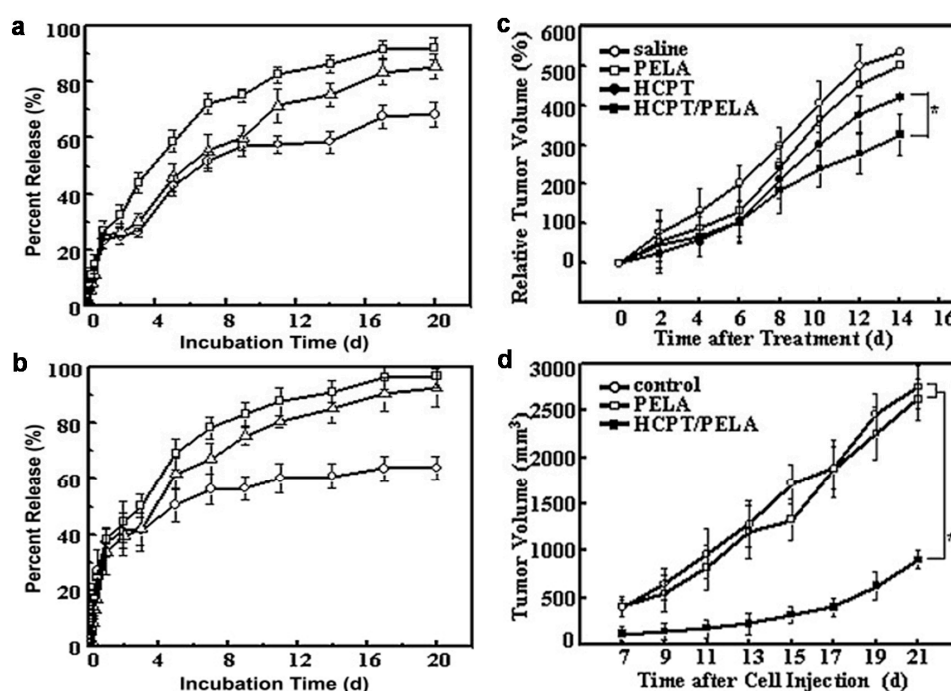 a
Percent Release (%)
100
80
60
40
20
0
0 4 8 12 16 20
Incubation Time (d)
b
Percent Release (%)
100
80
60
40
20
0
0 4 8 12 16 20
Incubation Time (d)
c
Relative Tumor Volume (%)
600
500
400
300
200
100
0
saline
PELA
HCPT
HCPT/PELA
*
0 2 4 6 8 10 12 14 16
Time after Treatment (d)
d
Tumor Volume (mm³)
3000
2500
2000
1500
1000
500
0
control
PELA
HCPT/PELA
*
7 9 11 13 15 17 19 21
Time after Cell Injection (d)